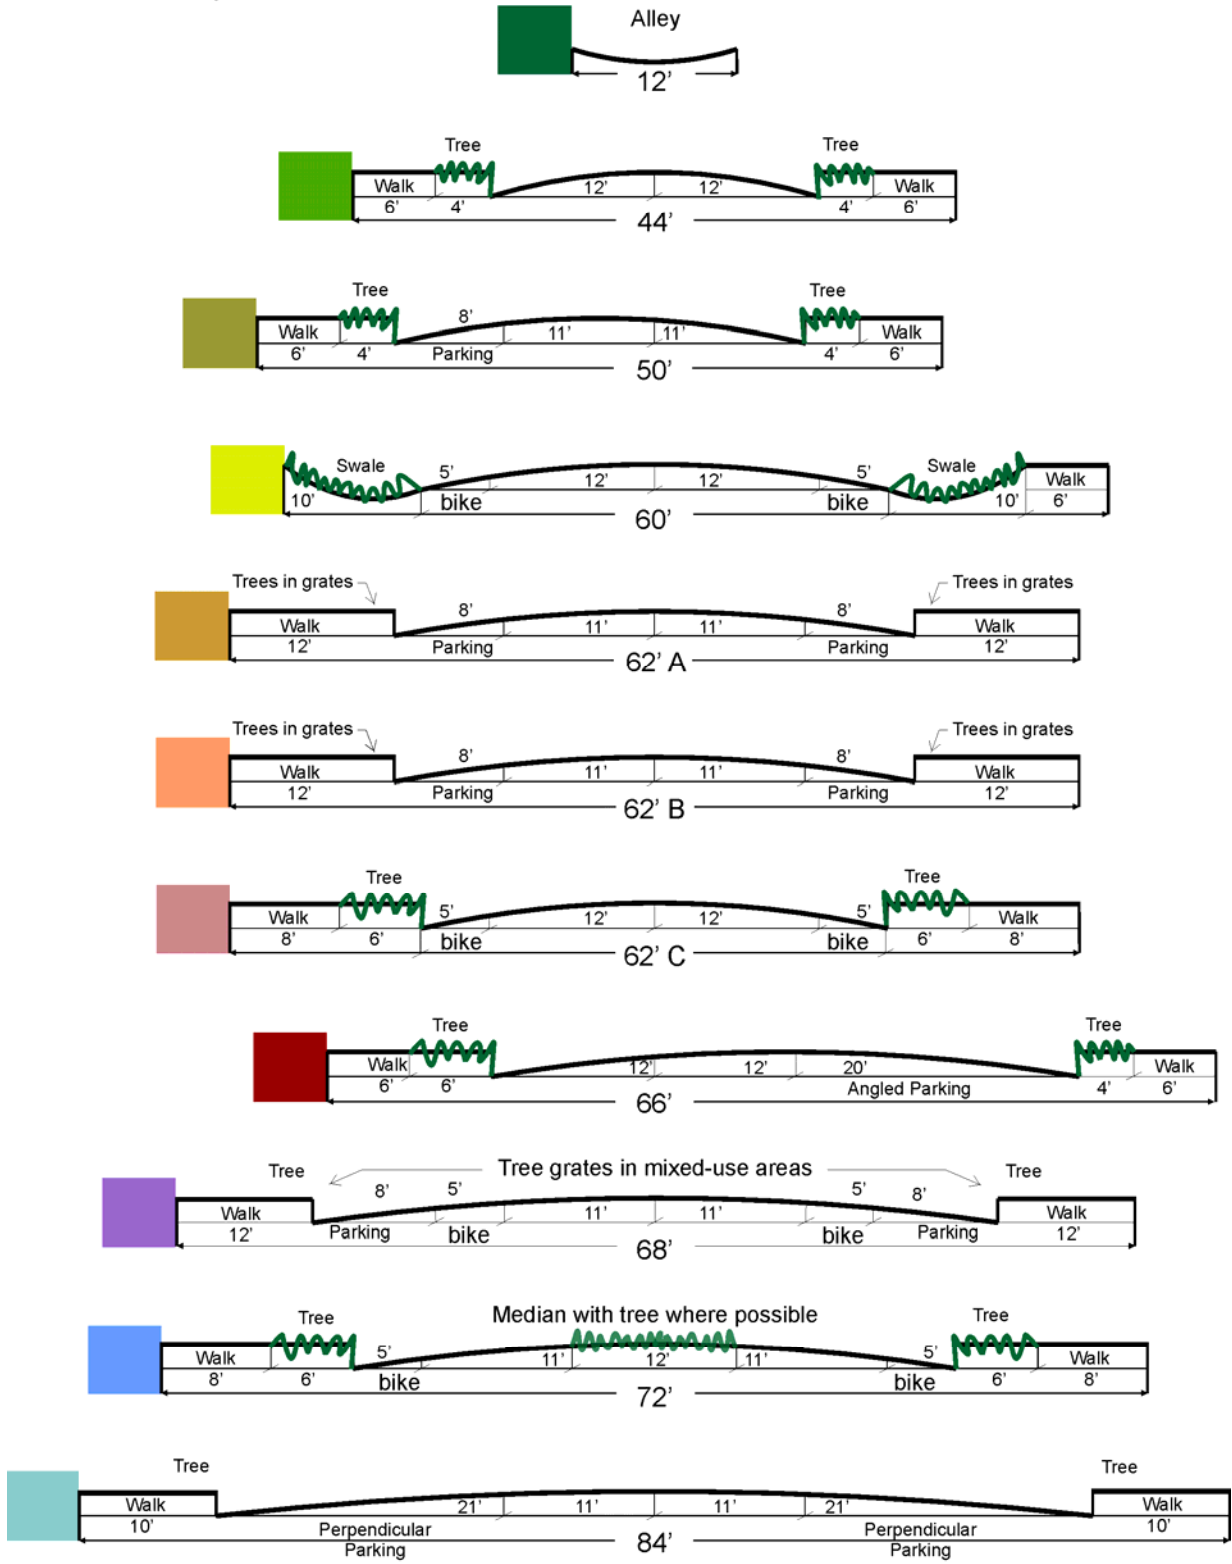 Alley
12’
Tree Tree
Walk 12’ 12’ Walk
6’ 4’ 4’ 6’
44’
Tree Tree
8’
Walk 11’ 11’ Walk
6’ 4’ Parking 4’ 6’
50’
Swale 5’ 5’ Swale
10’ 12’ 12’ 10’ Walk
bike bike 6’
60’
Trees in grates Trees in grates
8’ 8’
Walk 11’ 11’ Walk
12’ Parking Parking 12’
62’ A
Trees in grates Trees in grates
8’ 8’
Walk 11’ 11’ Walk
12’ Parking Parking 12’
62’ B
Tree Tree
5’ 5’
Walk 12’ 12’ Walk
8’ 6’ bike bike 6’ 8’
62’ C
Tree Tree
Walk 12’ 12’ 20’ Walk
6’ 6’ Angled Parking 4’ 6’
66’
Tree Tree grates in mixed-use areas Tree
8’ 5’ 5’ 8’
Walk 11’ 11’ Walk
12’ Parking bike bike Parking 12’
68’
Tree Median with tree where possible Tree
5’ 5’
Walk 11’ 12’ 11’ Walk
8’ 6’ bike bike 6’ 8’
72’
Tree Tree
Walk 21’ 11’ 11’ 21’ Walk
10’ Perpendicular Perpendicular 10’
Parking 84’ Parking